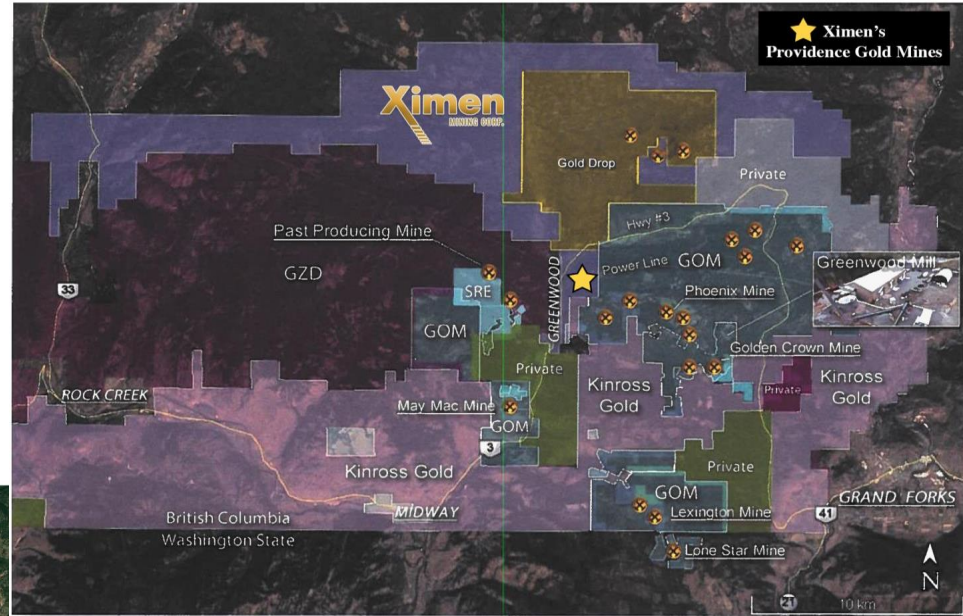 Ximen's
Providence Gold Mines
Ximen
MINING CORP.
Gold Drop
Private
Hwy #3
Past Producing Mine
GZD
GREENWOOD
Power Line
GOM
Greenwood Mill
33
SRE
Phoenix Mine
GOM
Golden Crown Mine
Private
Kinross
Gold
Private
Kinross
Gold
ROCK CREEK
May Mac Mine
GOM
3
Kinross Gold
Private
GOM
MIDWAY
Lexington Mine
GRAND FORKS
41
British Columbia
Washington State
Lone Star Mine
N
21
10 km